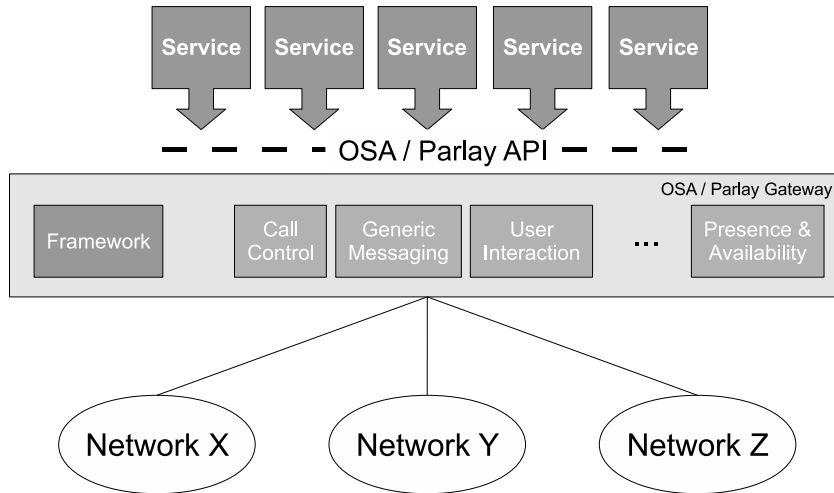 Service Service Service Service Service
OSA / Parlay API
OSA / Parlay Gateway
Framework
Call
Control
Generic
Messaging
User
Interaction
...
Presence &
Availability
Network X Network Y Network Z